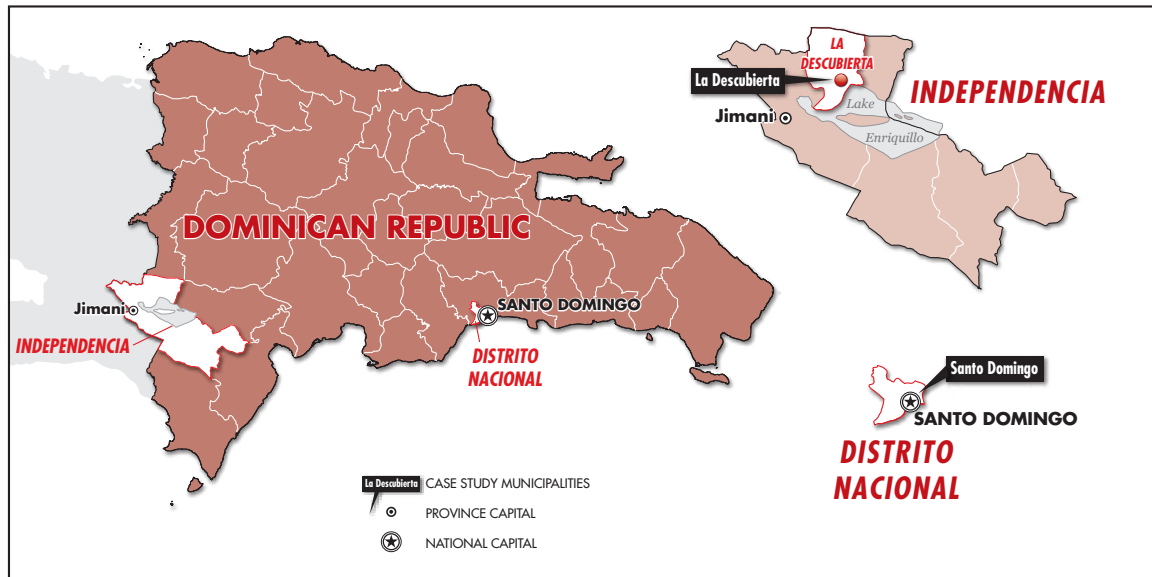 DOMINICAN REPUBLIC
Jimani
INDEPENDENCIA
SANTO DOMINGO
DISTRITO
NACIONAL
LA
DESCUBIERTA
La Descubierta
INDEPENDENCIA
Jimani
Lake
Enriquillo
Santo Domingo
SANTO DOMINGO
DISTRITO
NACIONAL
La Descubierta CASE STUDY MUNICIPALITIES
PROVINCE CAPITAL
NATIONAL CAPITAL